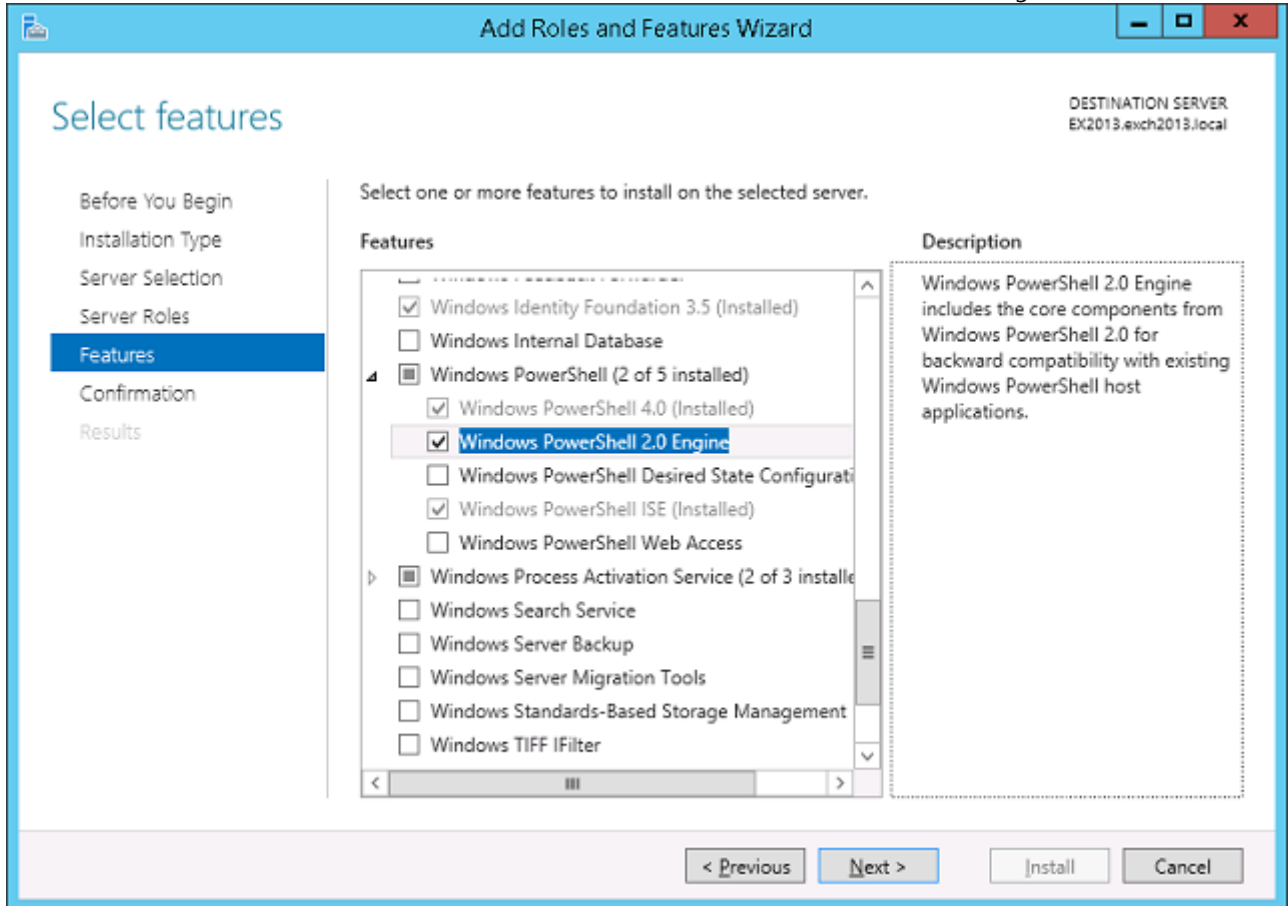 Add Roles and Features Wizard
Select features
DESTINATION SERVER
EX2013.exch2013.local
Before You Begin
Installation Type
Server Selection
Server Roles
Features
Confirmation
Results
Select one or more features to install on the selected server.
Features
Windows Identity Foundation 3.5 (Installed)
Windows Internal Database
Windows PowerShell (2 of 5 installed)
Windows PowerShell 4.0 (Installed)
Windows PowerShell 2.0 Engine
Windows PowerShell Desired State Configurati
Windows PowerShell ISE (Installed)
Windows PowerShell Web Access
Windows Process Activation Service (2 of 3 installe
Windows Search Service
Windows Server Backup
Windows Server Migration Tools
Windows Standards-Based Storage Management
Windows TIFF IFilter
Description
Windows PowerShell 2.0 Engine
includes the core components from
Windows PowerShell 2.0 for
backward compatibility with existing
Windows PowerShell host
applications.
< Previous
Next >
Install
Cancel